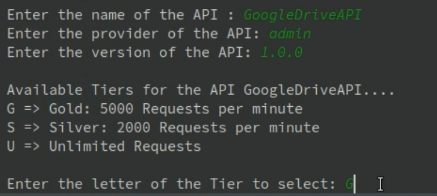 Enter the name of the API : GoogleDriveAPI
Enter the provider of the API: admin
Enter the version of the API: 1.0.0
Available Tiers for the API GoogleDriveAPI....
G => Gold: 5000 Requests per minute
S => Silver: 2000 Requests per minute
U => Unlimited Requests
Enter the letter of the Tier to select: G